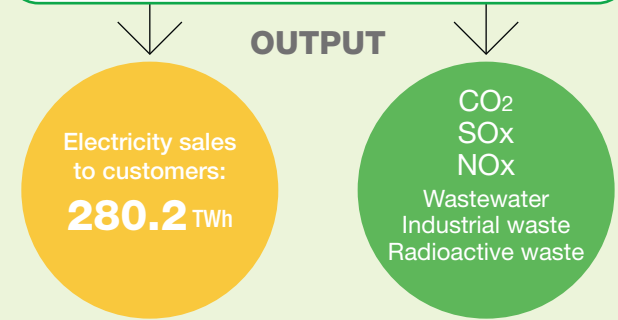 OUTPUT
Electricity sales
to customers:
280.2 TWh
CO2
SOx
NOx
Wastewater
Industrial waste
Radioactive waste